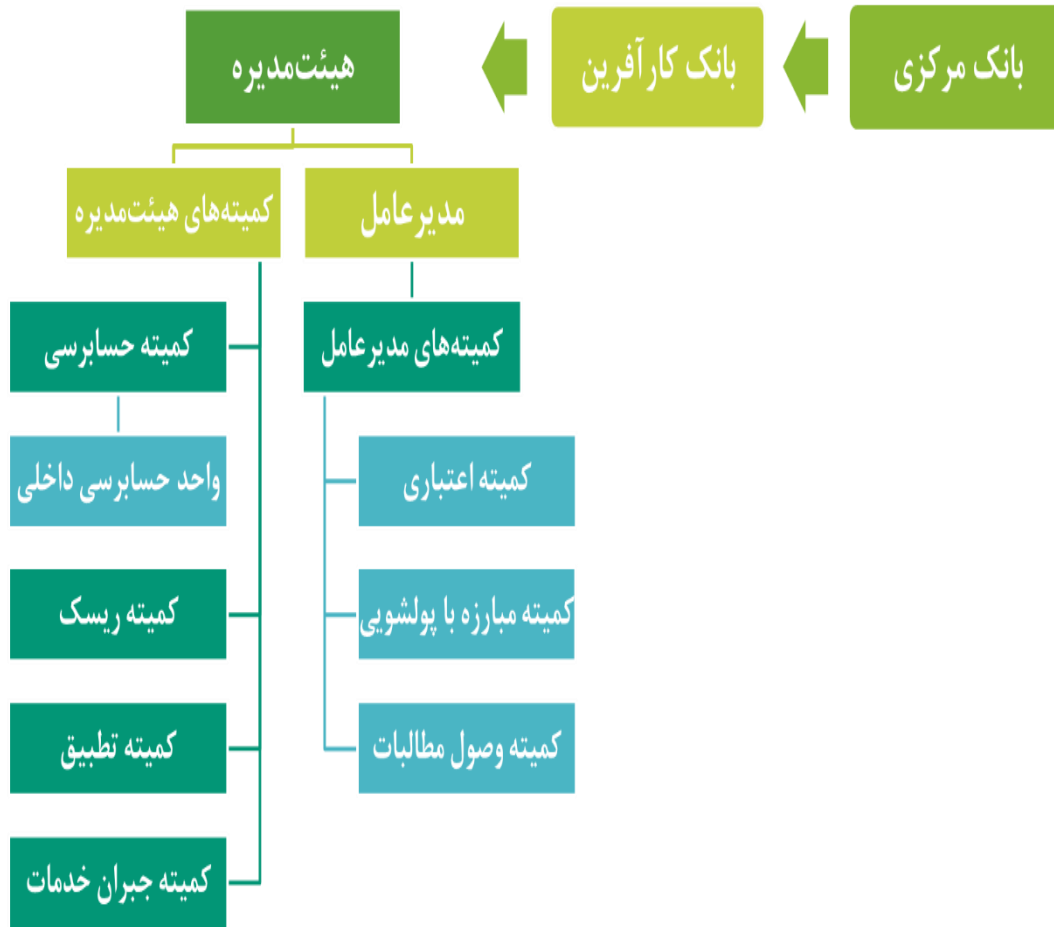 بانک مرکزی
بانک کارآفرین
هیئت‌مدیره
مدیرعامل
کمیته‌های هیئت‌مدیره
کمیته‌های مدیرعامل
کمیته اعتباری
کمیته مبارزه با پولشویی
کمیته وصول مطالبات
کمیته حسابرسی
واحد حسابرسی داخلی
کمیته ریسک
کمیته تطبیق
کمیته جبران خدمات